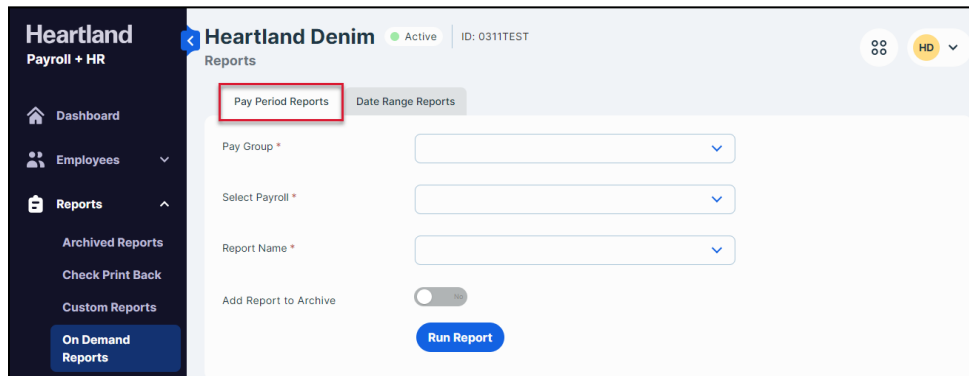 Heartland
Payroll + HR
Dashboard
Employees
Reports
Archived Reports
Check Print Back
Custom Reports
On Demand
Reports
Heartland Denim
Active
ID: 0311TEST
HD
Reports
Pay Period Reports
Date Range Reports
Pay Group *
Select Payroll *
Report Name *
Add Report to Archive
No
Run Report